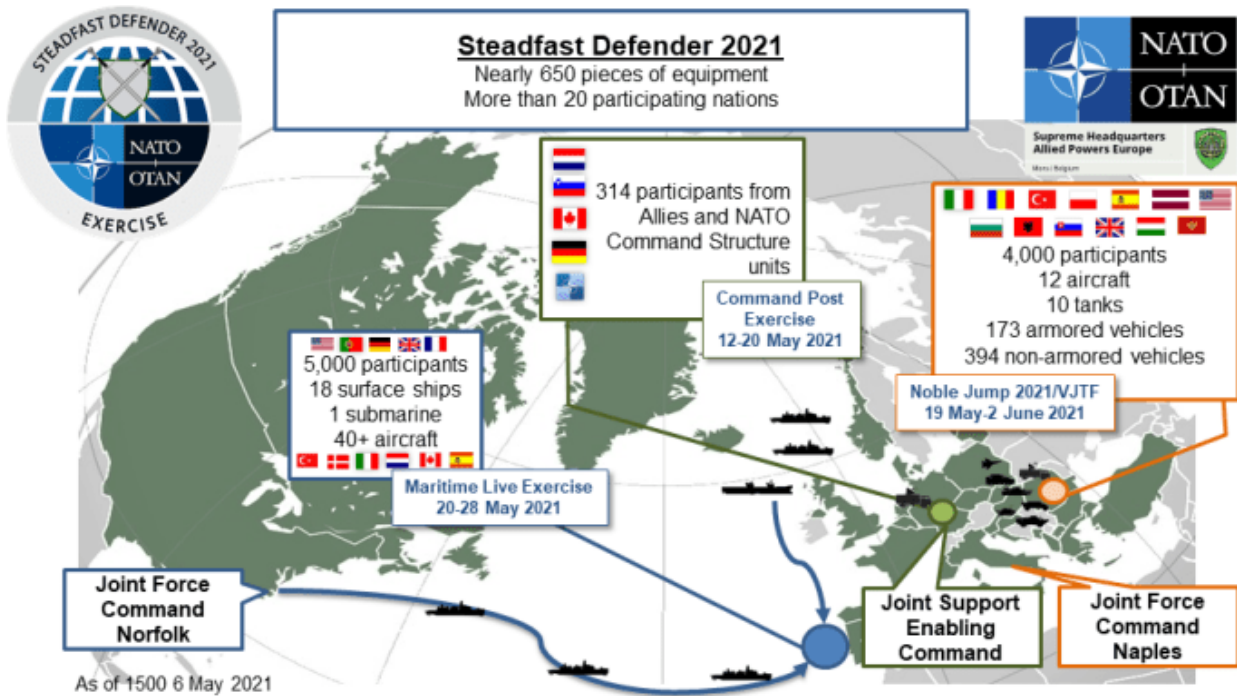 STEADFAST DEFENDER 2021
NATO
OTAN
EXERCISE
Steadfast Defender 2021
Nearly 650 pieces of equipment
More than 20 participating nations
NATO
OTAN
Supreme Headquarters
Allied Powers Europe
Mons / Belgium
314 participants from
Allies and NATO
Command Structure
units
Command Post
Exercise
12-20 May 2021
4,000 participants
12 aircraft
10 tanks
173 armored vehicles
394 non-armored vehicles
Noble Jump 2021/VJTF
19 May-2 June 2021
5,000 participants
18 surface ships
1 submarine
40+ aircraft
Maritime Live Exercise
20-28 May 2021
Joint Force
Command
Norfolk
Joint Support
Enabling
Command
Joint Force
Command
Naples
As of 1500 6 May 2021